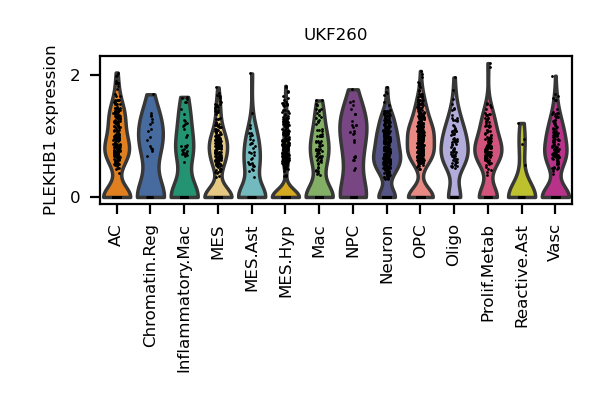 UKF260
PLEKHB1 expression
2
0
AC
Chromatin.Reg
Inflammatory.Mac
MES
MES.Ast
MES.Hyp
Mac
NPC
Neuron
OPC
Oligo
Prolif.Metab
Reactive.Ast
Vasc